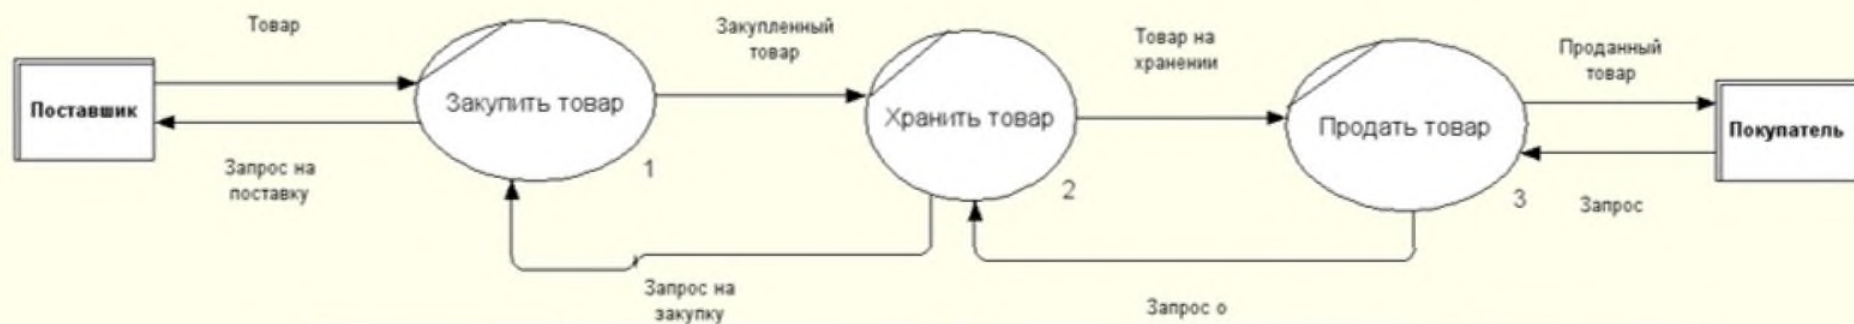 Товар
Закупленный
товар
Товар на
хранении
Проданный
товар
Поставшик
Закупить товар
Хранить товар
Продать товар
Покупатель
Запрос на
поставку
1
2
3
Запрос
Запрос на
закупку
Запрос о